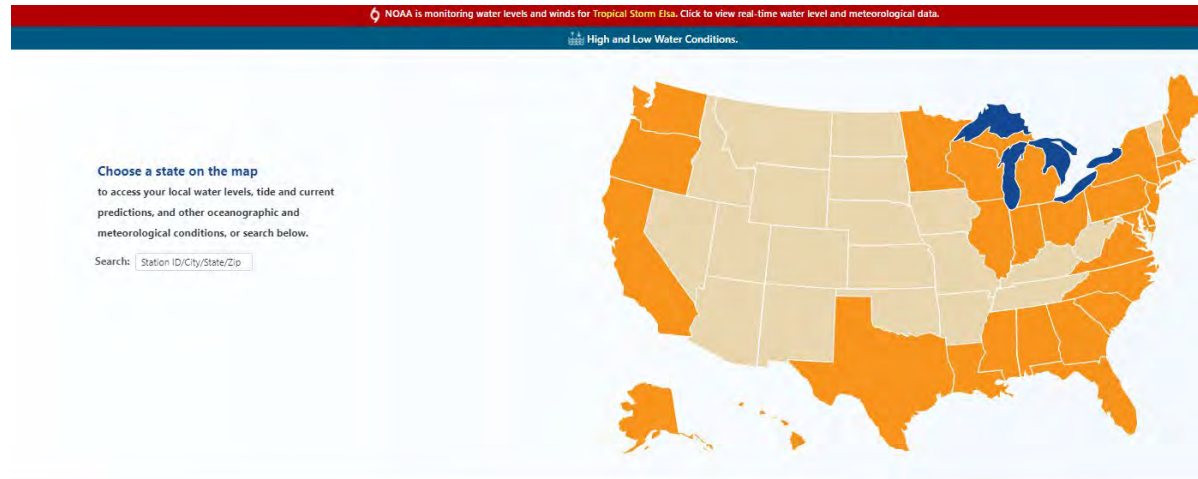 NOAA is monitoring water levels and winds for Tropical Storm Elsa. Click to view real-time water level and meteorological data.
High and Low Water Conditions.
Choose a state on the map
to access your local water levels, tide and current
predictions, and other oceanographic and
meteorological conditions, or search below.
Search: Station ID/City/State/Zip